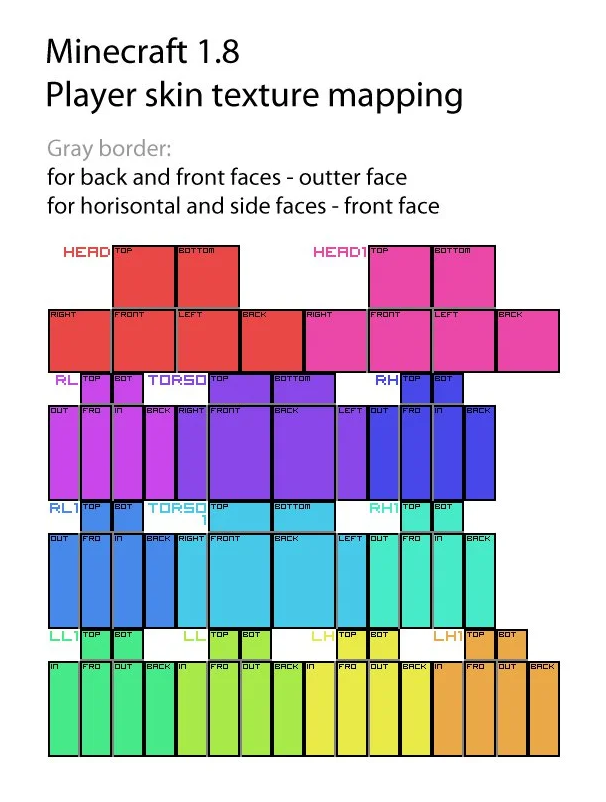 Minecraft 1.8
Player skin texture mapping
Gray border:
for back and front faces - outter face
for horisontal and side faces - front face
HEAD TOP BOTTOM HEAD1 TOP BOTTOM
RIGHT FRONT LEFT BACK RIGHT FRONT LEFT BACK
RL TOP BOT TORSO TOP BOTTOM RH TOP BOT
OUT FRO IN BACK RIGHT FRONT BACK LEFT OUT FRO IN BACK
RL1 TOP BOT TORSO TOP BOTTOM RH1 TOP BOT
1
OUT FRO IN BACK RIGHT FRONT BACK LEFT OUT FRO IN BACK
LL1 TOP BOT LL TOP BOT LH TOP BOT LH1 TOP BOT
IN FRO OUT BACK IN FRO OUT BACK IN FRO OUT BACK IN FRO OUT BACK